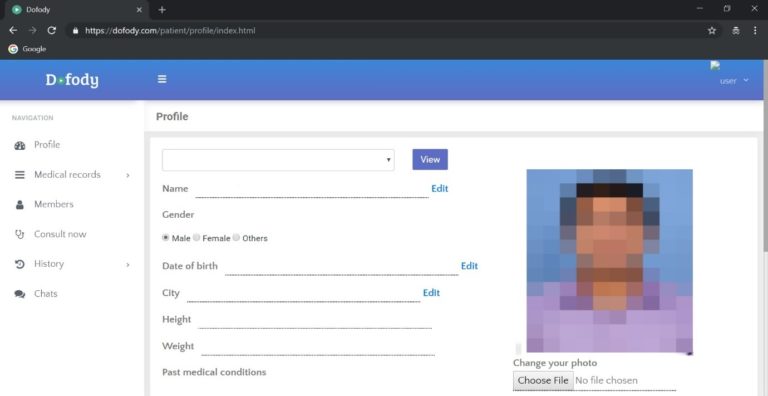 Dofody
https://dofody.com/patient/profile/index.html
Google
Dofody
user
NAVIGATION
Profile
Medical records
Members
Consult now
History
Chats
Profile
View
Name Edit
Gender
Male Female Others
Date of birth Edit
City Edit
Height
Weight
Past medical conditions
Change your photo
Choose File No file chosen